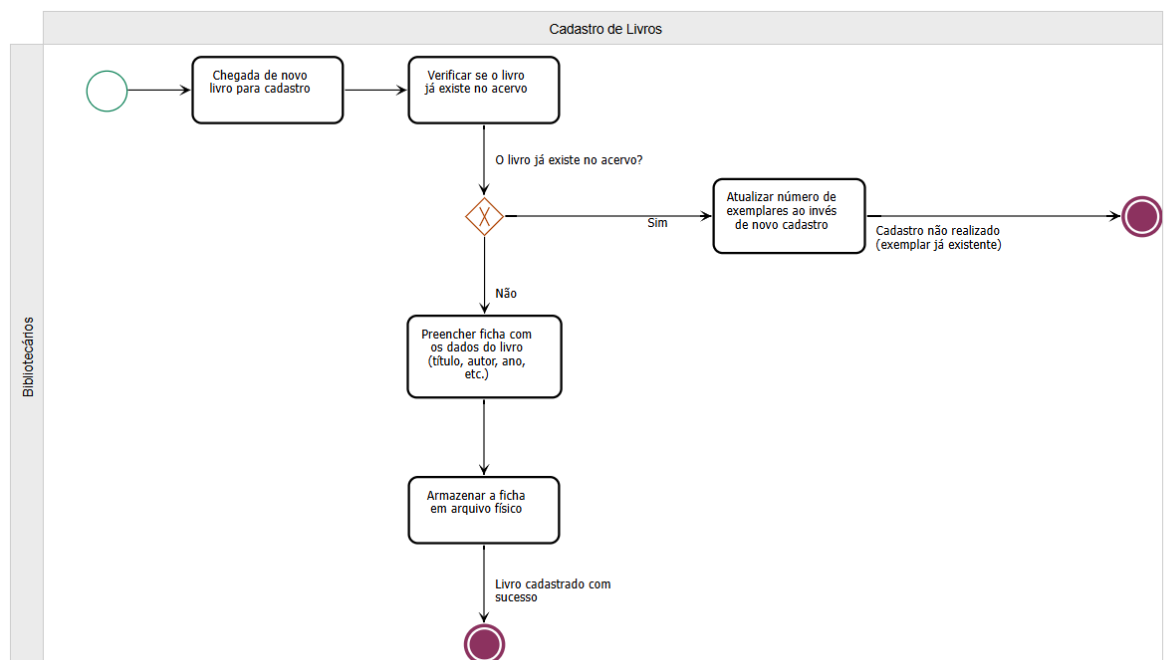 Cadastro de Livros
Bibliotecários
Chegada de novo
livro para cadastro
Verificar se o livro
já existe no acervo
O livro já existe no acervo?
X
Sim
Atualizar número de
exemplares ao invés
de novo cadastro
Cadastro não realizado
(exemplar já existente)
Não
Preencher ficha com
os dados do livro
(título, autor, ano,
etc.)
Armazenar a ficha
em arquivo físico
Livro cadastrado com
sucesso